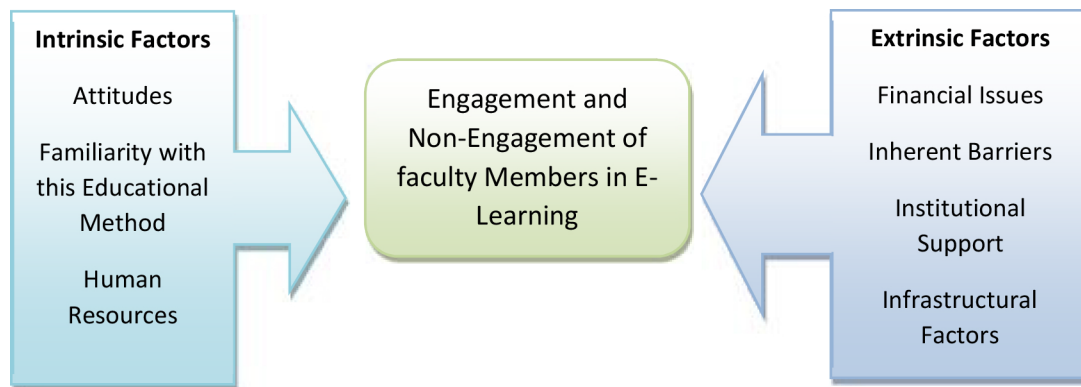 Intrinsic Factors
Attitudes
Familiarity with
this Educational
Method
Human
Resources
Engagement and
Non-Engagement of
faculty Members in E-
Learning
Extrinsic Factors
Financial Issues
Inherent Barriers
Institutional
Support
Infrastructural
Factors